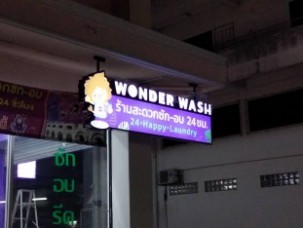 WONDER WASH
ร้านสะดวกซัก-อบ 24 ชม.
24-Happy-Laundry
ซัก
อบ
รีด